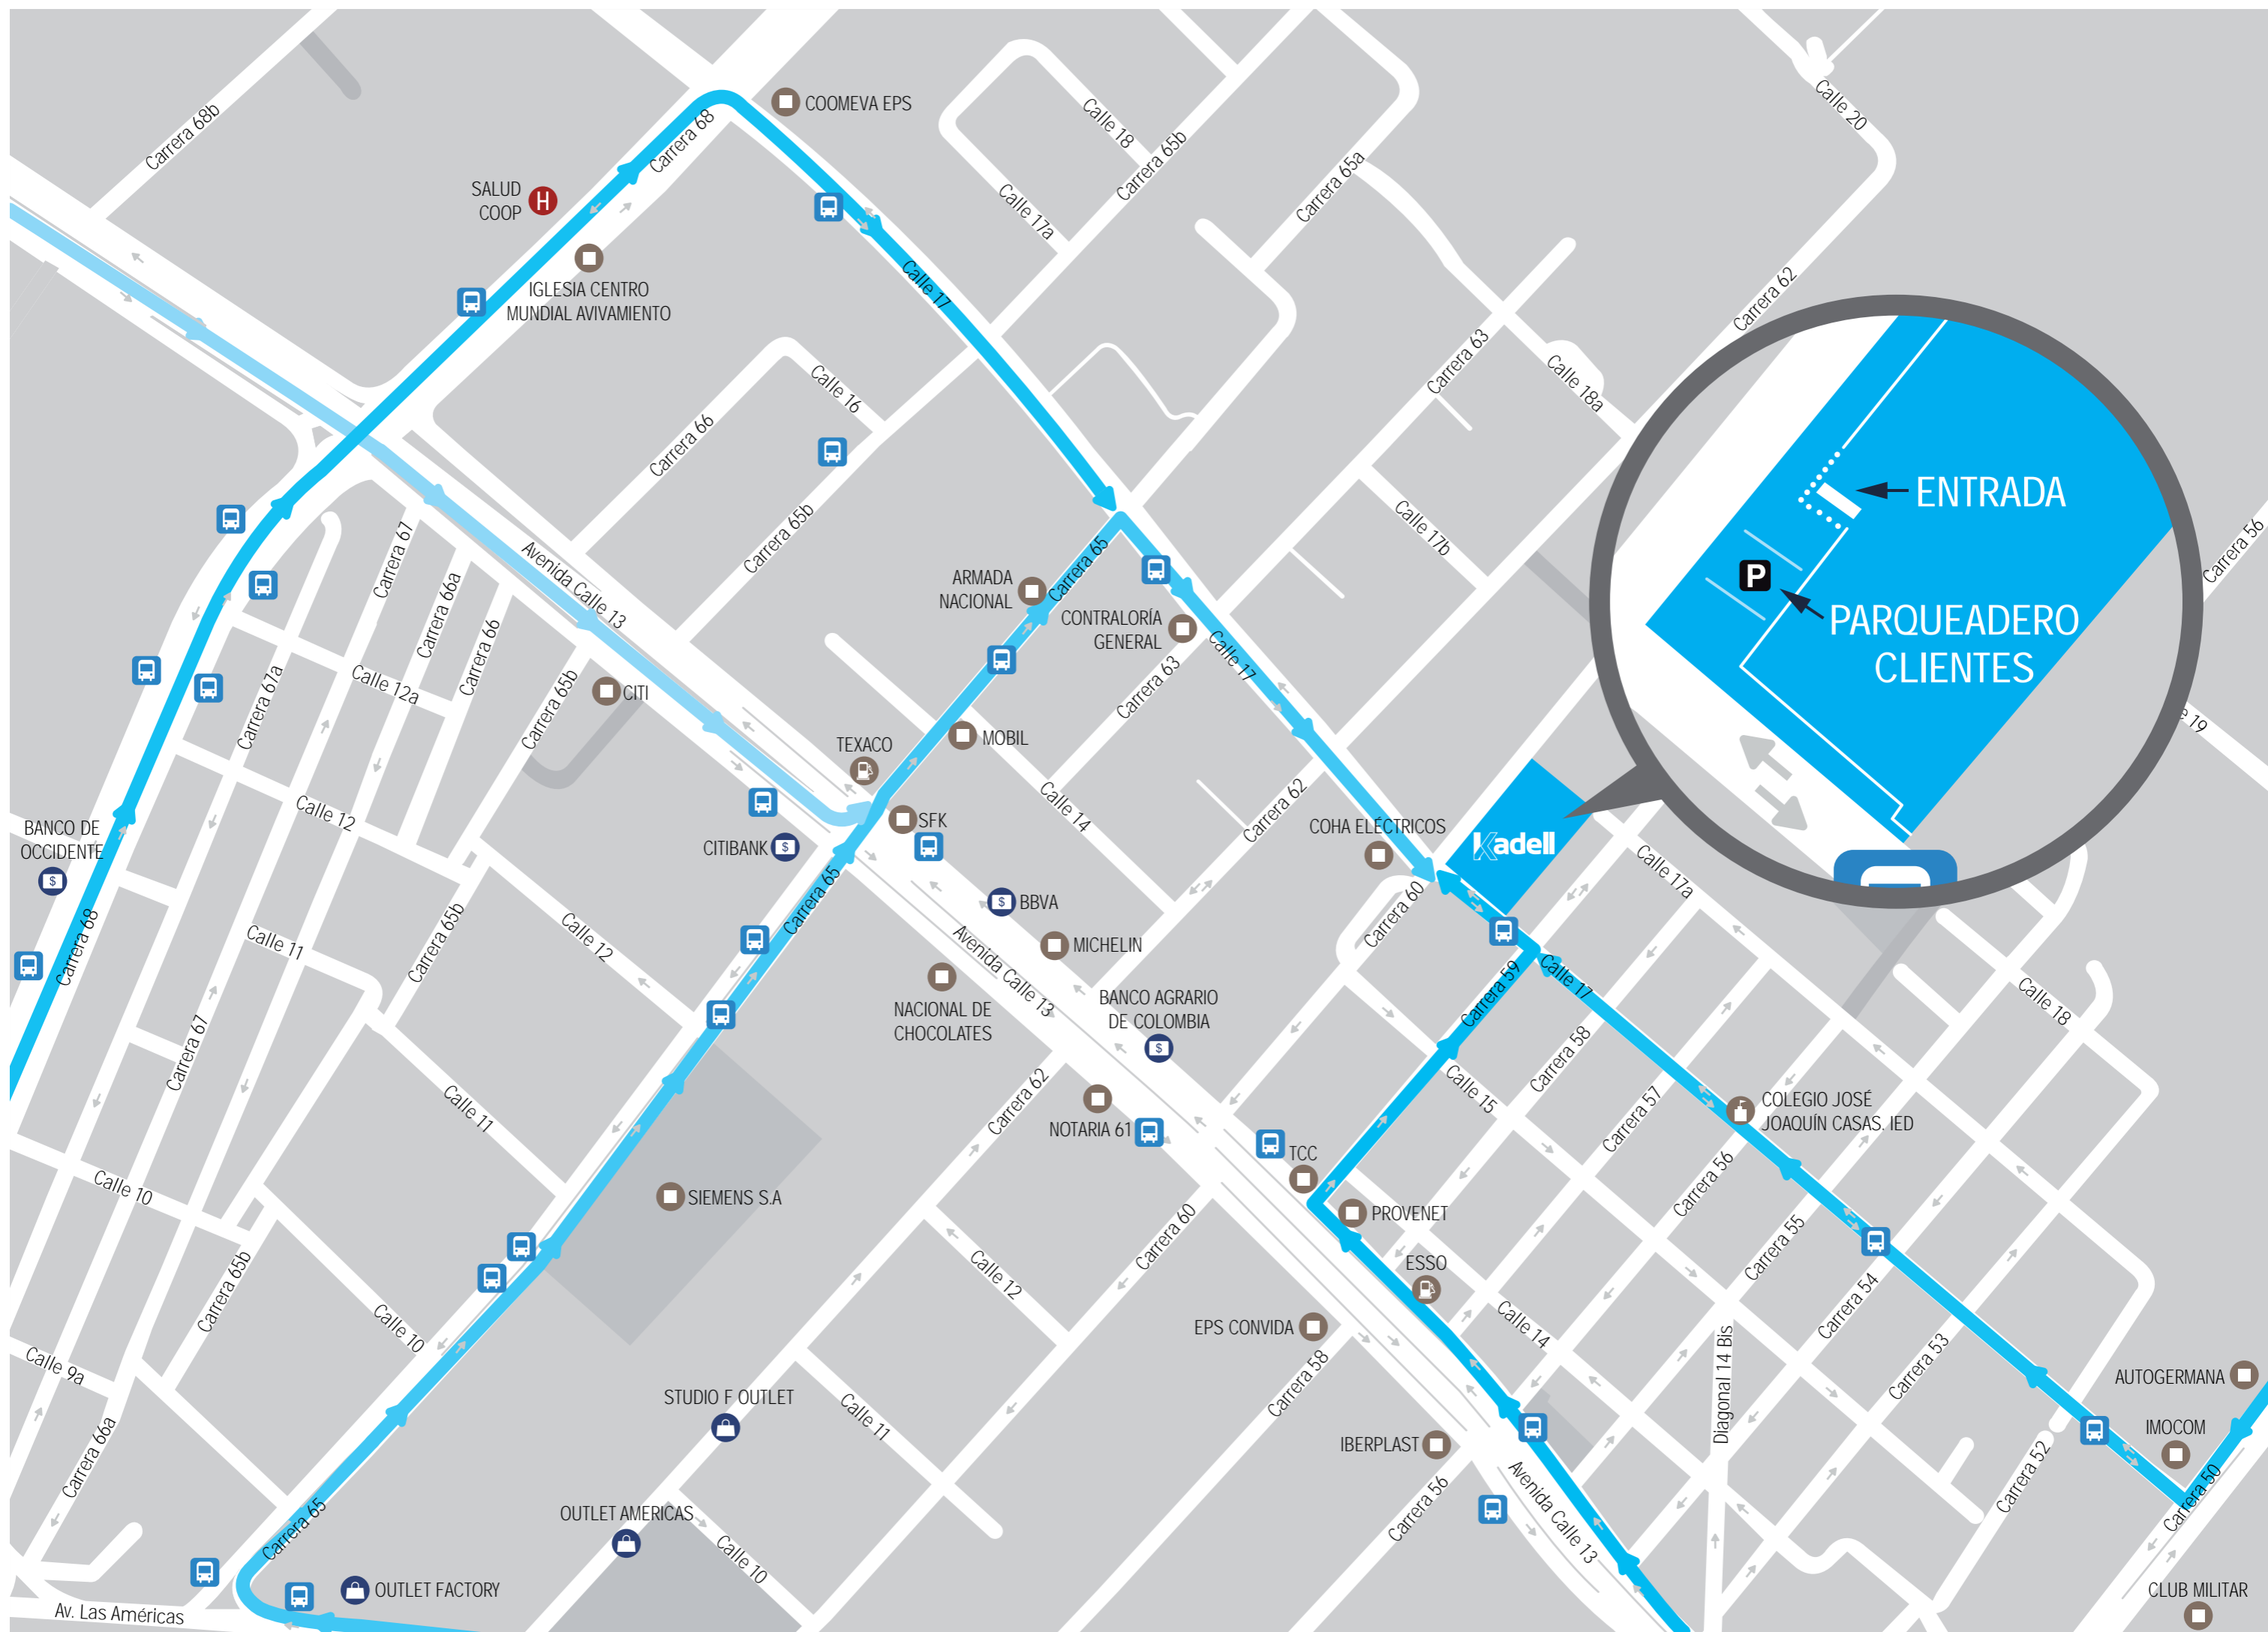 Carrera 68b
Carrera 68
COOMEVA EPS
Calle 18
Carrera 65b
Carrera 65a
Calle 20
SALUD
COOP
H
Calle 17a
IGLESIA CENTRO
MUNDIAL AVIVAMIENTO
Calle 17
Carrera 62
Carrera 63
Calle 16
Calle 18a
Carrera 66
ENTRADA
P
PARQUEADERO
CLIENTES
Carrera 56
Carrera 65b
Calle 17b
Avenida Calle 13
Carrera 67
Carrera 66a
Carrera 66
ARMADA
NACIONAL
Carrera 65
CONTRALORÍA
GENERAL
Calle 17
Carrera 63
Calle 12a
Carrera 67a
Carrera 65b
CITI
e 19
TEXACO
MOBIL
Calle 14
Carrera 62
Calle 12
SFK
CITIBANK
$
COHA ELÉCTRICOS
Kadell
Calle 17a
BANCO DE
OCCIDENTE
$
Carrera 65
$
BBVA
Carrera 60
Carrera 68
Calle 11
Carrera 65b
Calle 12
MICHELIN
Avenida Calle 13
NACIONAL DE
CHOCOLATES
BANCO AGRARIO
DE COLOMBIA
$
Carrera 59
Calle 17
Calle 18
Carrera 67
Calle 11
Carrera 62
NOTARIA 61
Calle 15
Carrera 58
Carrera 57
COLEGIO JOSÉ
JOAQUÍN CASAS. IED
TCC
Calle 10
SIEMENS S.A
PROVENET
Carrera 56
Carrera 60
Carrera 55
Carrera 65b
Calle 12
ESSO
Carrera 54
Calle 10
EPS CONVIDA
Calle 14
Calle 9a
Carrera 58
Diagonal 14 Bis
Carrera 53
AUTOGERMANA
STUDIO F OUTLET
Calle 11
IBERPLAST
IMOCOM
Carrera 66a
Carrera 52
Carrera 50
OUTLET AMERICAS
Carrera 56
Avenida Calle 13
Carrera 65
Calle 10
OUTLET FACTORY
Av. Las Américas
CLUB MILITAR